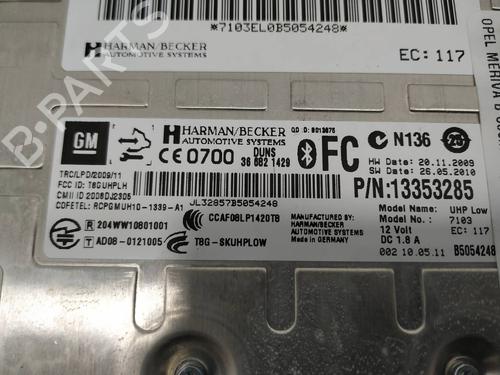 *7103EL0B5054248*
HARMAN/BECKER
AUTOMOTIVE SYSTEMS
EC: 117
OPEL MERIVA
B-Parts
GM
HARMAN/BECKER
AUTOMOTIVE SYSTEMS
Q.D. D: 9013675
CE 0700
DUNS
36 882 1429
FC
N136
HW Date: 20.11.2009
SW Date: 26.05.2010
P/N:13353285
TRC/LPD/2009/11
FCC ID: T8GUHPLH
CMII ID 2008DJ2305
COFETEL: RCPGMUH10-1339-A1
JL32857B5054248
R 204WW10801001
T AD08-0121005
CCAF08LP1420TB
T8G-SKUHPLOW
Manufactured by:
HARMAN/BECKER
AUTOMOTIVE SYSTEMS
Made in Germany
Model Name: UHP Low
Model: 7103
12 Volt EC: 117
DC 1.8 A
002 10.05.11 B5054248